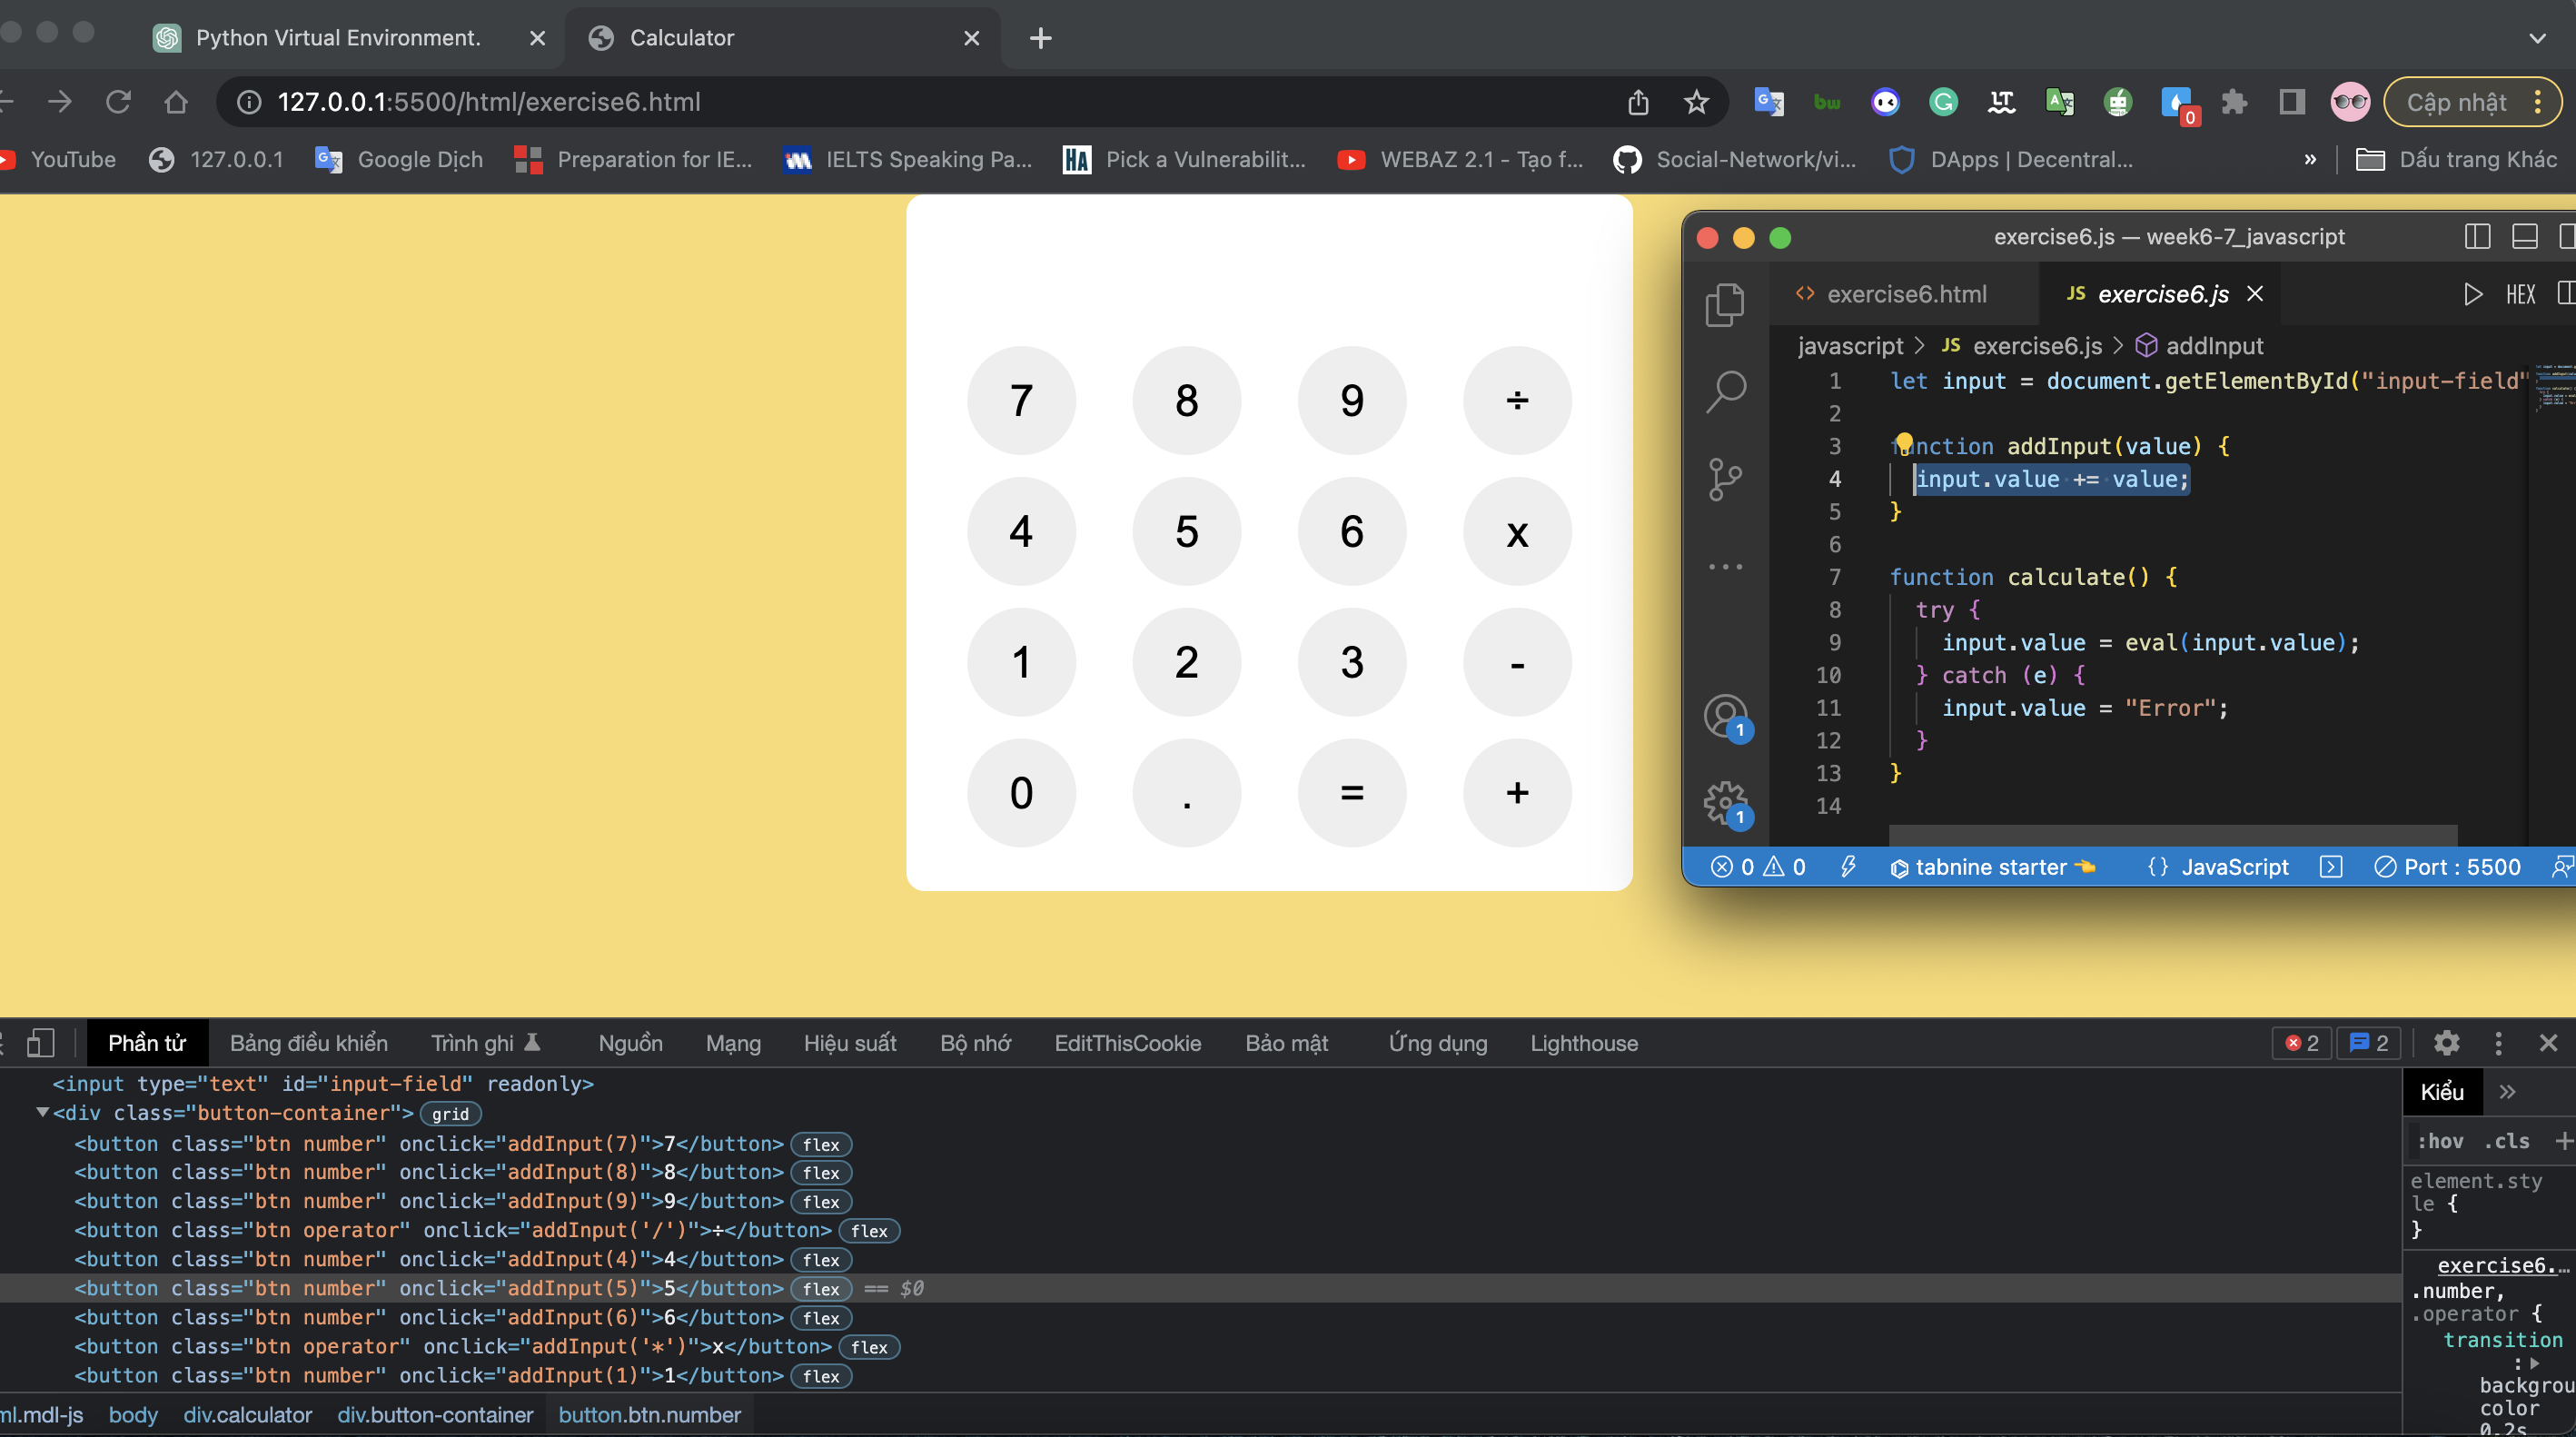 Python Virtual Environment.
Calculator
127.0.0.1:5500/html/exercise6.html
bw
0
Cập nhật
YouTube
127.0.0.1
Google Dịch
Preparation for IE...
IELTS Speaking Pa...
HA
Pick a Vulnerabilit...
WEBAZ 2.1 - Tạo f...
Social-Network/vi...
DApps | Decentral...
»
Dấu trang Khác
7 8 9 ÷
4 5 6 x
1 2 3 -
0 . = +
exercise6.js — week6-7_javascript
exercise6.html
JS exercise6.js
HEX
javascript > JS exercise6.js > addInput
1 let input = document.getElementById("input-field"
2
3 function addInput(value) {
4 input.value += value;
5 }
6
7 function calculate() {
8 try {
9 input.value = eval(input.value);
10 } catch (e) {
11 input.value = "Error";
12 }
13 }
14
1
1
0 0 tabnine starter {} JavaScript Port : 5500
Phần tử
Bảng điều khiển
Trình ghi
Nguồn
Mạng
Hiệu suất
Bộ nhớ
EditThisCookie
Bảo mật
Ứng dụng
Lighthouse
2
2
<input type="text" id="input-field" readonly>
<div class="button-container"> grid
<button class="btn number" onclick="addInput(7)">7</button> flex
<button class="btn number" onclick="addInput(8)">8</button> flex
<button class="btn number" onclick="addInput(9)">9</button> flex
<button class="btn operator" onclick="addInput('/')">÷</button> flex
<button class="btn number" onclick="addInput(4)">4</button> flex
<button class="btn number" onclick="addInput(5)">5</button> flex == $0
<button class="btn number" onclick="addInput(6)">6</button> flex
<button class="btn operator" onclick="addInput('*')">x</button> flex
<button class="btn number" onclick="addInput(1)">1</button> flex
ml.mdl-js body div.calculator div.button-container button.btn.number
Kiểu »
:hov .cls +
element.sty
le {
}
exercise6.…
.number,
.operator {
transition
:
backgrou
color
0.2s